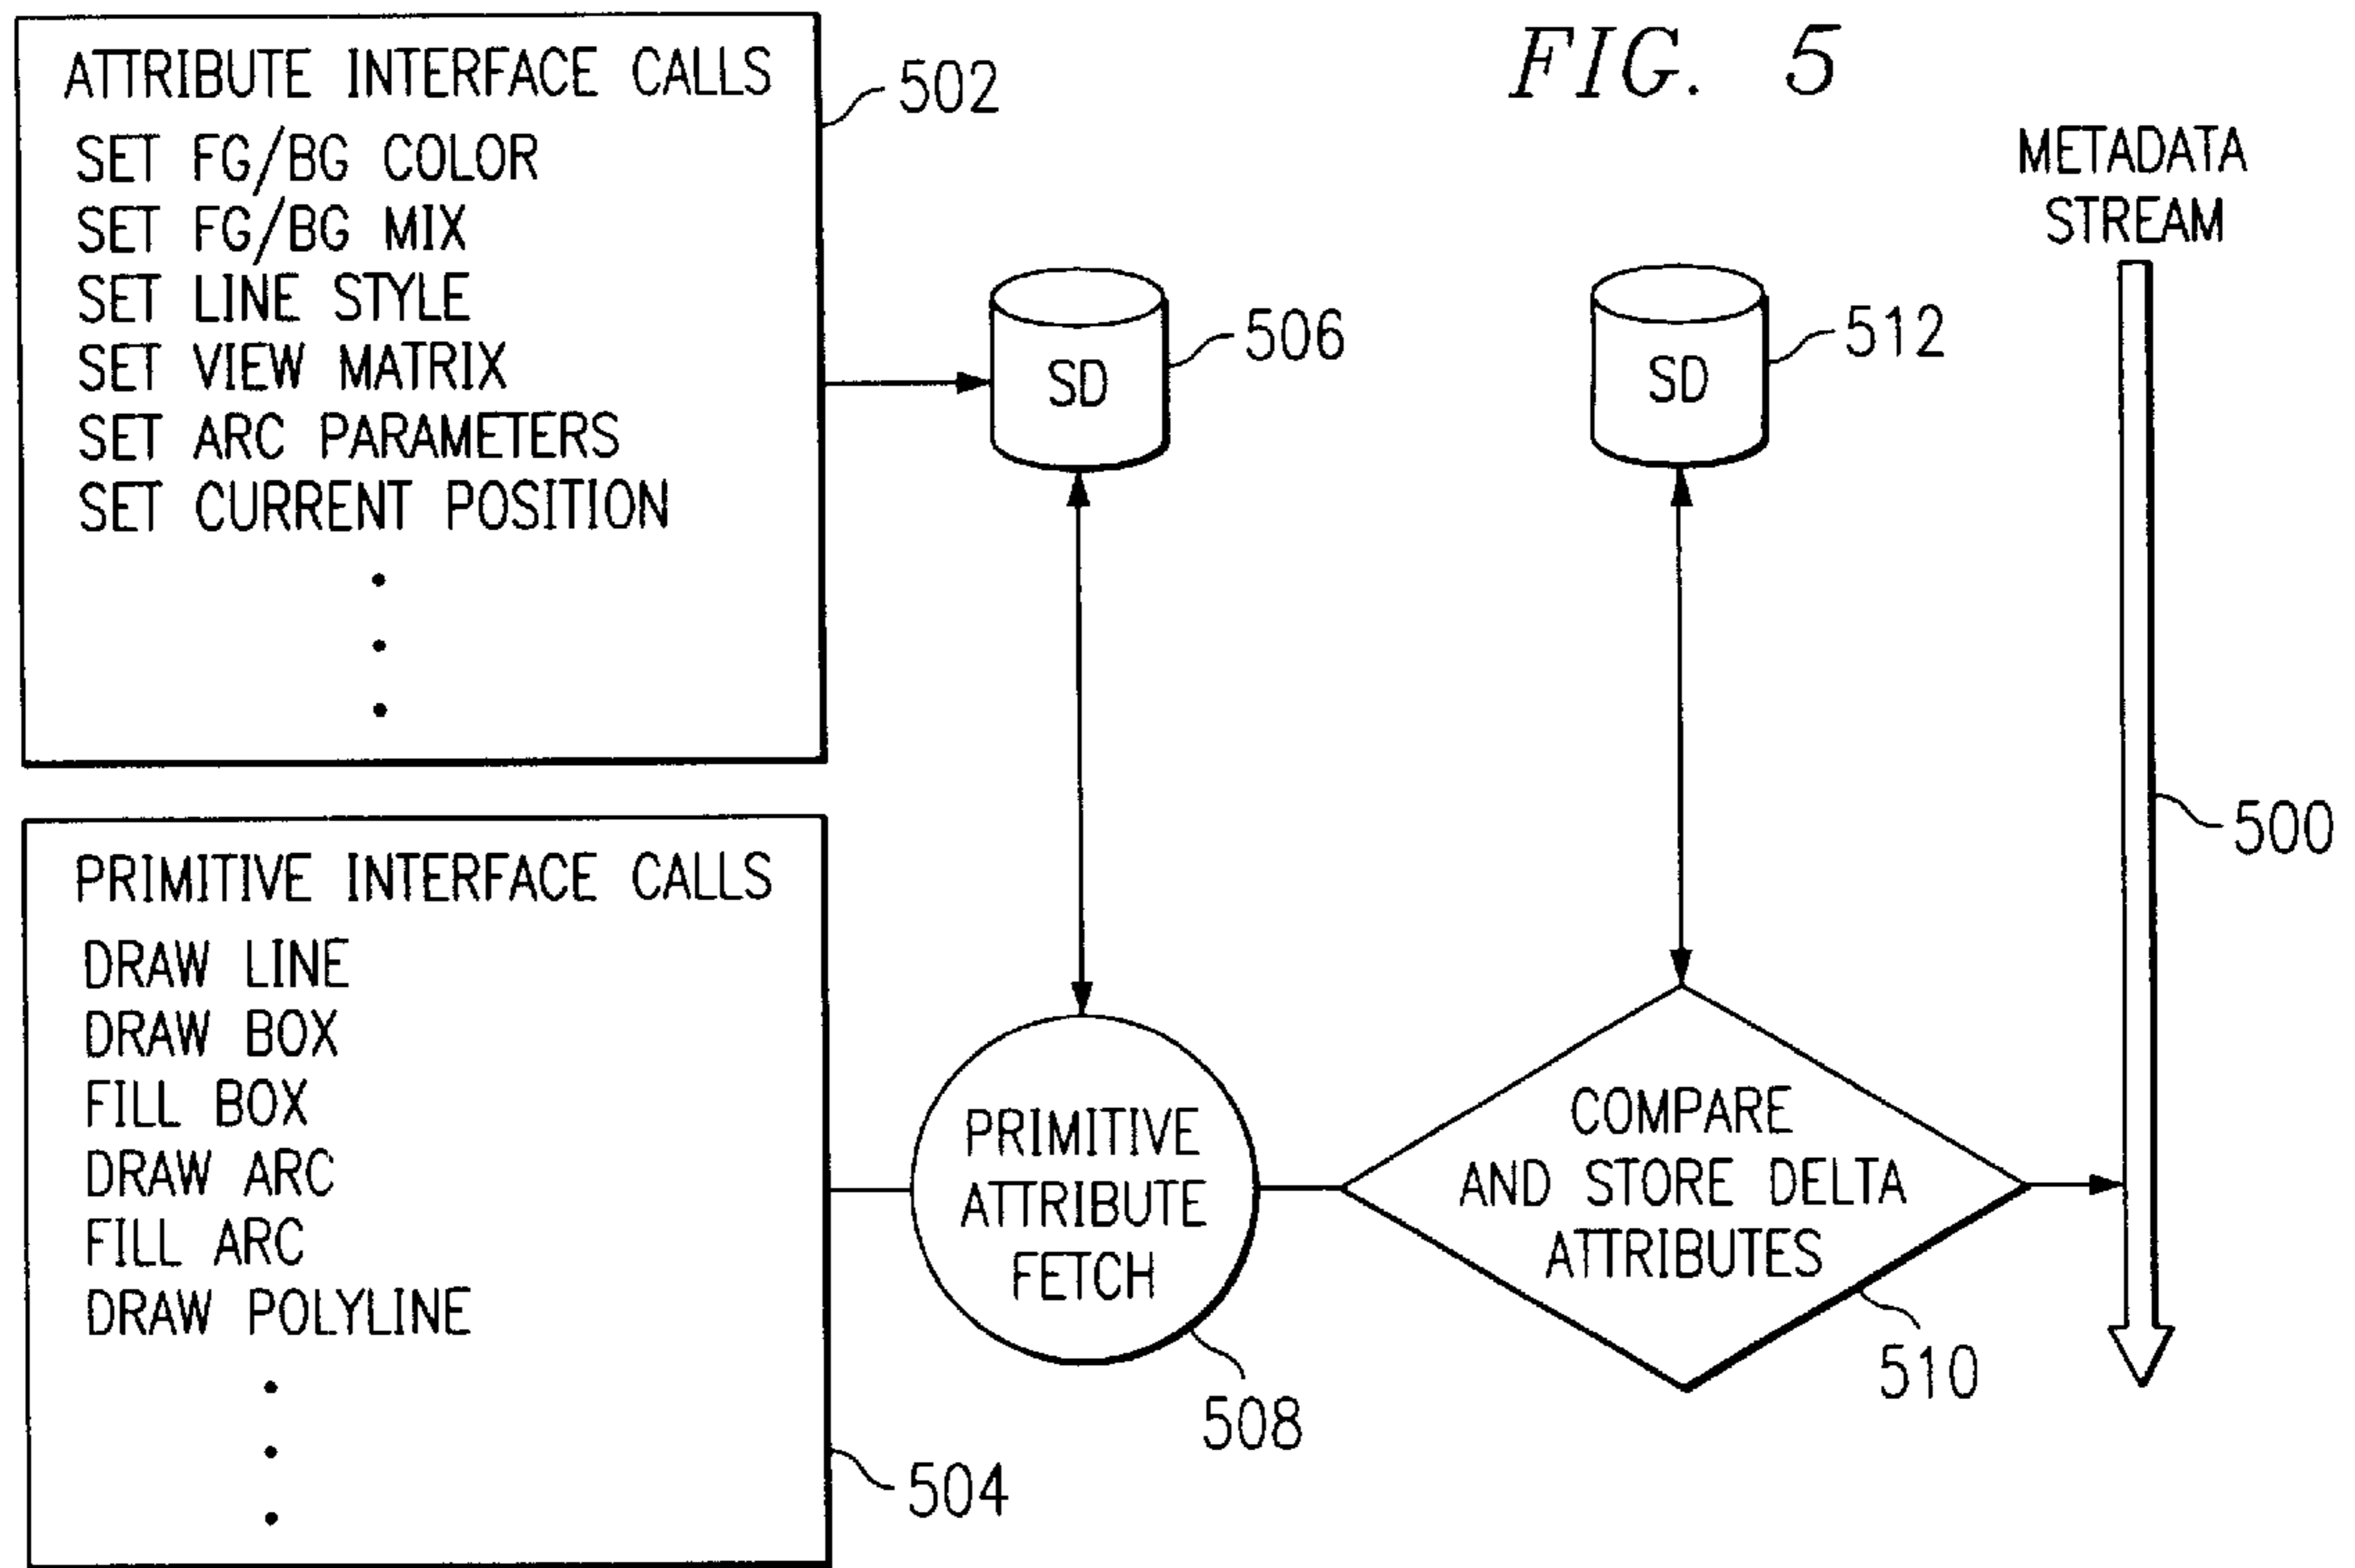 FIG. 5
ATTRIBUTE INTERFACE CALLS
SET FG/BG COLOR
SET FG/BG MIX
SET LINE STYLE
SET VIEW MATRIX
SET ARC PARAMETERS
SET CURRENT POSITION
502
SD
506
SD
512
METADATA
STREAM
500
PRIMITIVE INTERFACE CALLS
DRAW LINE
DRAW BOX
FILL BOX
DRAW ARC
FILL ARC
DRAW POLYLINE
504
PRIMITIVE
ATTRIBUTE
FETCH
508
COMPARE
AND STORE DELTA
ATTRIBUTES
510